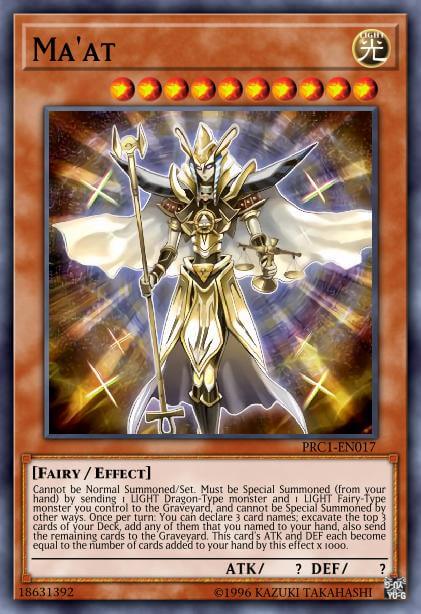 Ma'at
LIGHT
光
PRC1-EN017
[Fairy / Effect]
Cannot be Normal Summoned/Set. Must be Special Summoned (from your
hand) by sending 1 LIGHT Dragon-Type monster and 1 LIGHT Fairy-Type
monster you control to the Graveyard, and cannot be Special Summoned by
other ways. Once per turn: You can declare 3 card names; excavate the top 3
cards of your Deck, add any of them that you named to your hand, also send
the remaining cards to the Graveyard. This card's ATK and DEF each become
equal to the number of cards added to your hand by this effect x 1000.
ATK/ ? DEF/ ?
18631392 ©1996 KAZUKI TAKAHASHI